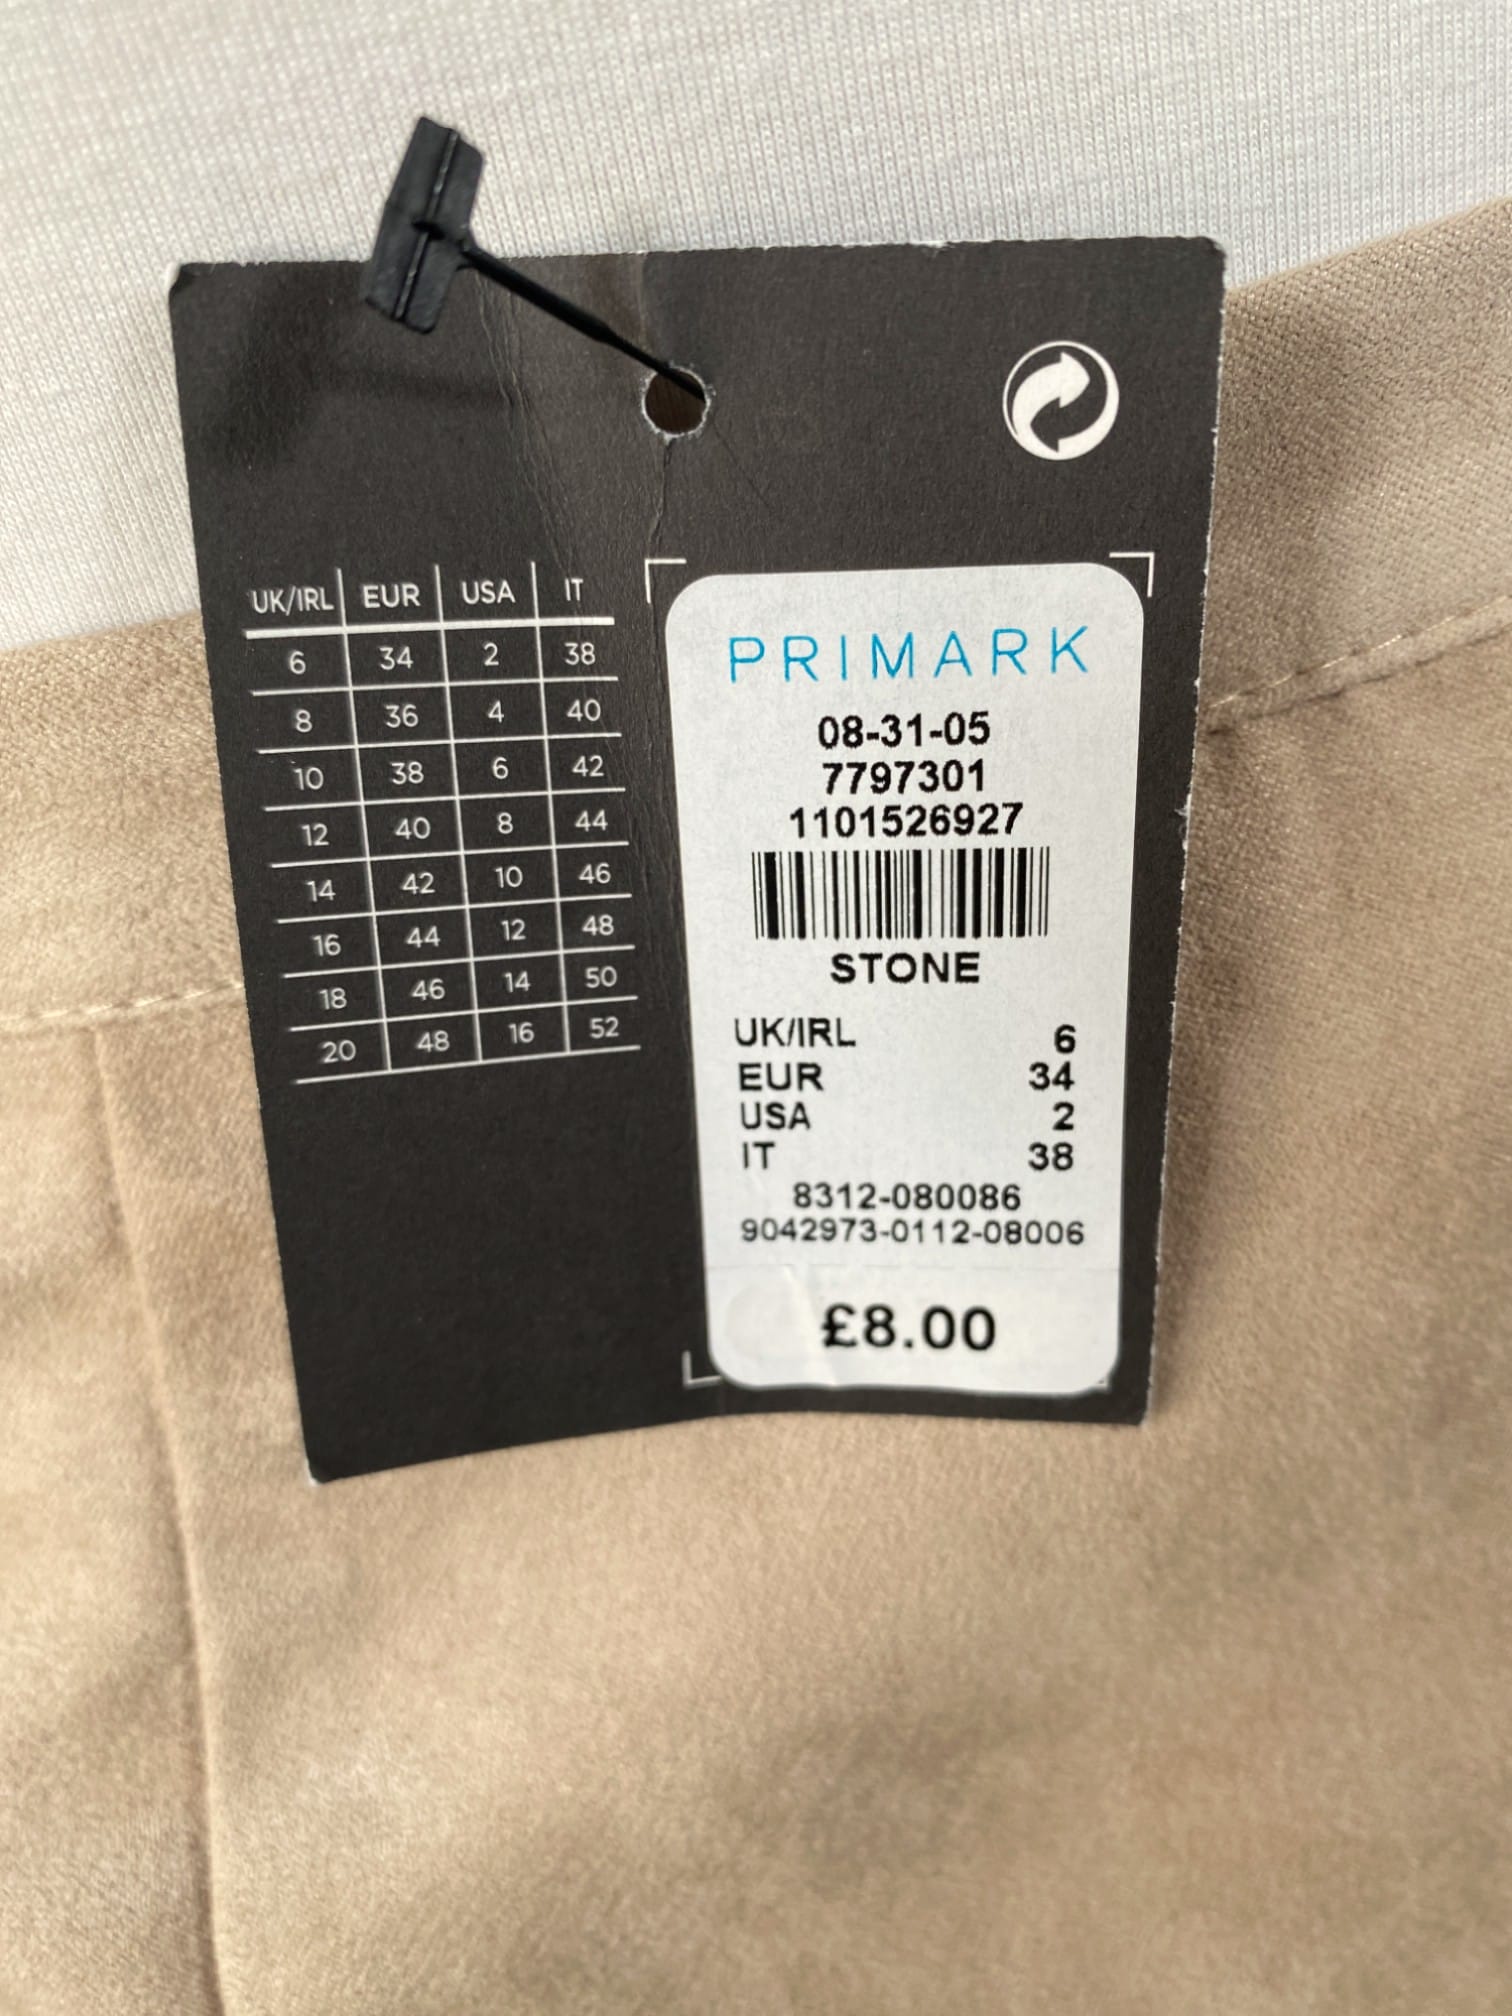 UK/IRL EUR USA IT
6 34 2 38
8 36 4 40
10 38 6 42
12 40 8 44
14 42 10 46
16 44 12 48
18 46 14 50
20 48 16 52
PRIMARK
08-31-05
7797301
1101526927
STONE
UK/IRL 6
EUR 34
USA 2
IT 38
8312-080086
9042973-0112-08006
£8.00